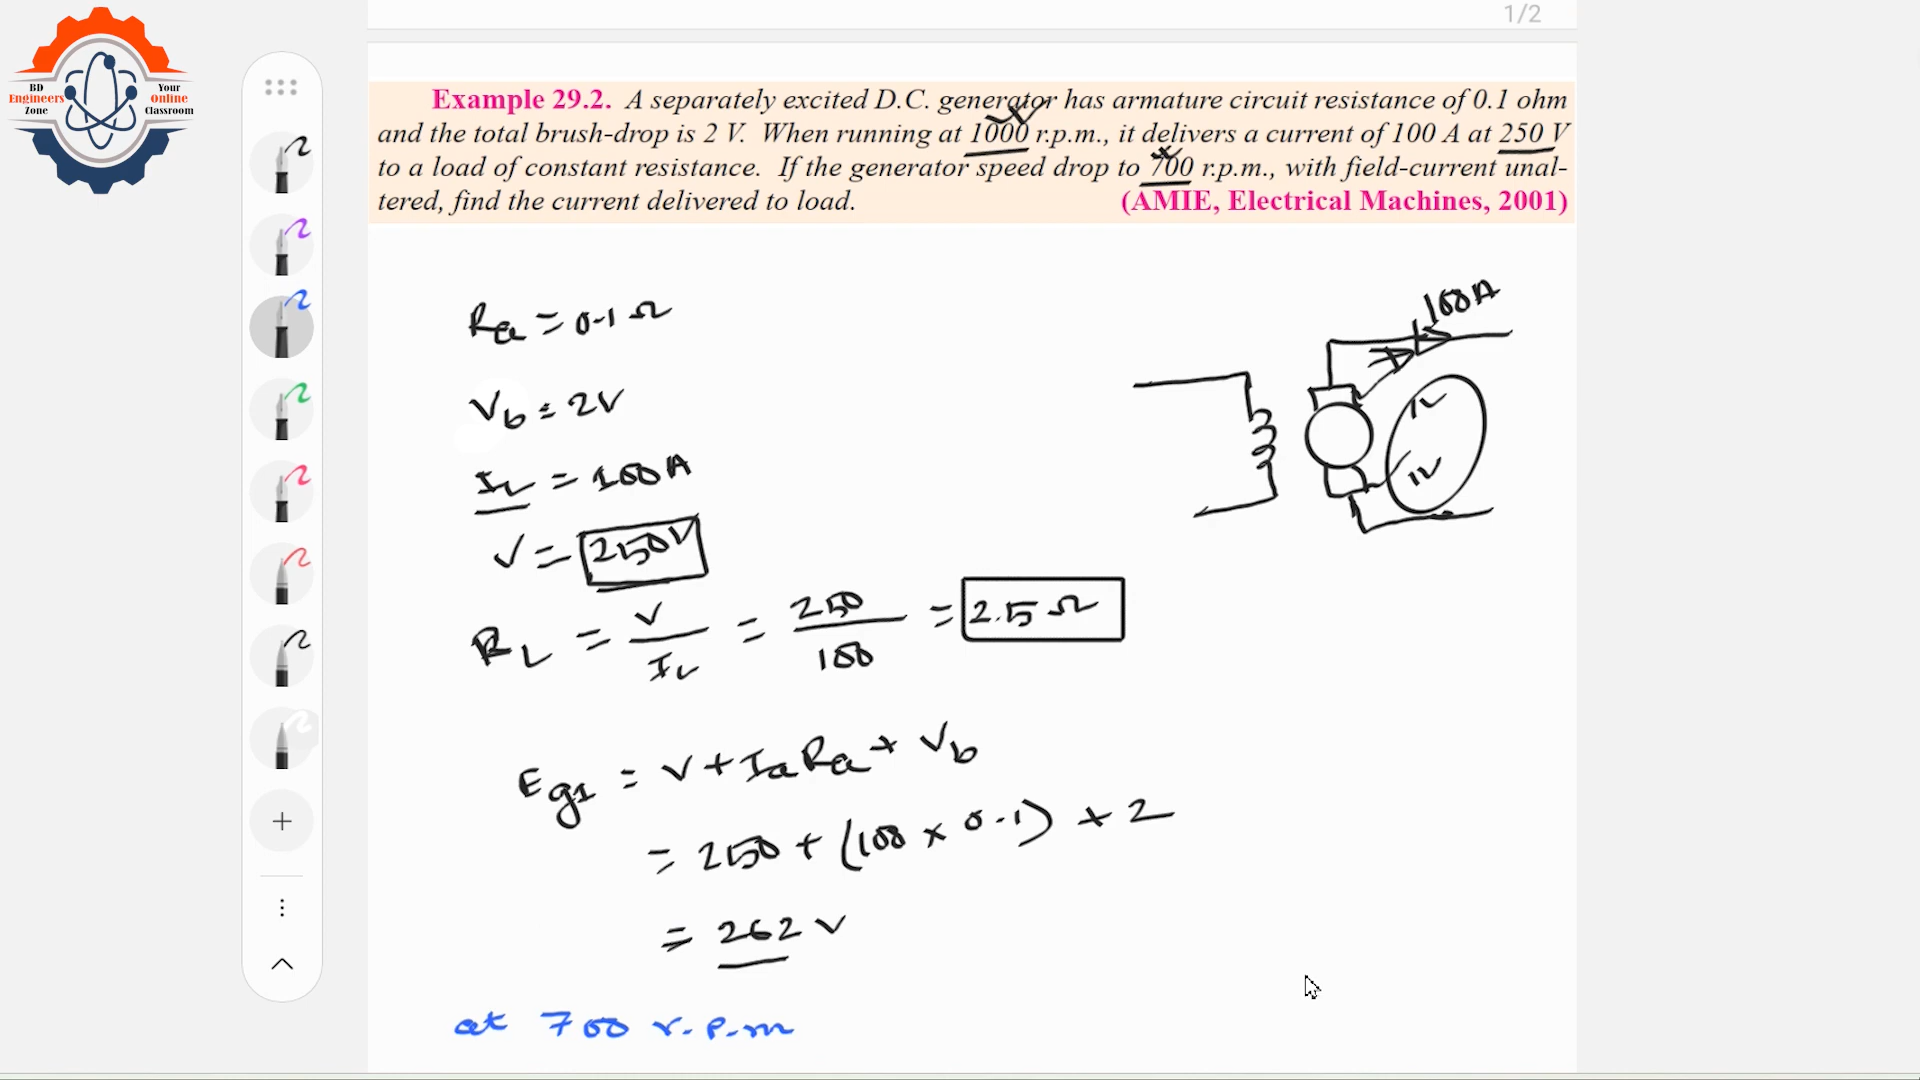 1/2
BD Engineers Zone
Your Online Classroom
Example 29.2. A separately excited D.C. generator has armature circuit resistance of 0.1 ohm
and the total brush-drop is 2 V. When running at 1000 r.p.m., it delivers a current of 100 A at 250 V
to a load of constant resistance. If the generator speed drop to 700 r.p.m., with field-current unal-
tered, find the current delivered to load. (AMIE, Electrical Machines, 2001)
Ra = 0.1 Ω
100A
Vb = 2V
1V
1V
IL = 100A
V = 250V
RL = V/IL = 250/100 = 2.5 Ω
Eg1 = V + IaRa + Vb
= 250 + (100 × 0.1) + 2
= 262 V
at 700 r.p.m